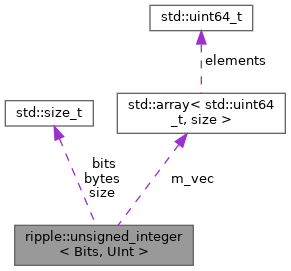 std::uint64_t
elements
std::size_t
std::array< std::uint64
_t, size >
bits
bytes
size
m_vec
ripple::unsigned_integer
< Bits, UInt >